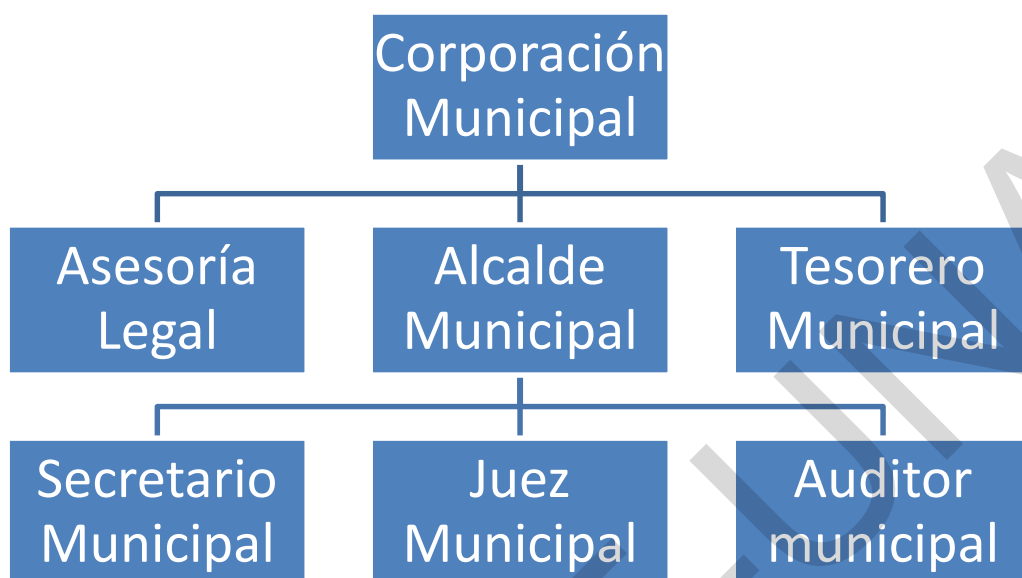 Corporación
Municipal
Asesoría
Legal
Alcalde
Municipal
Tesorero
Municipal
Secretario
Municipal
Juez
Municipal
Auditor
municipal